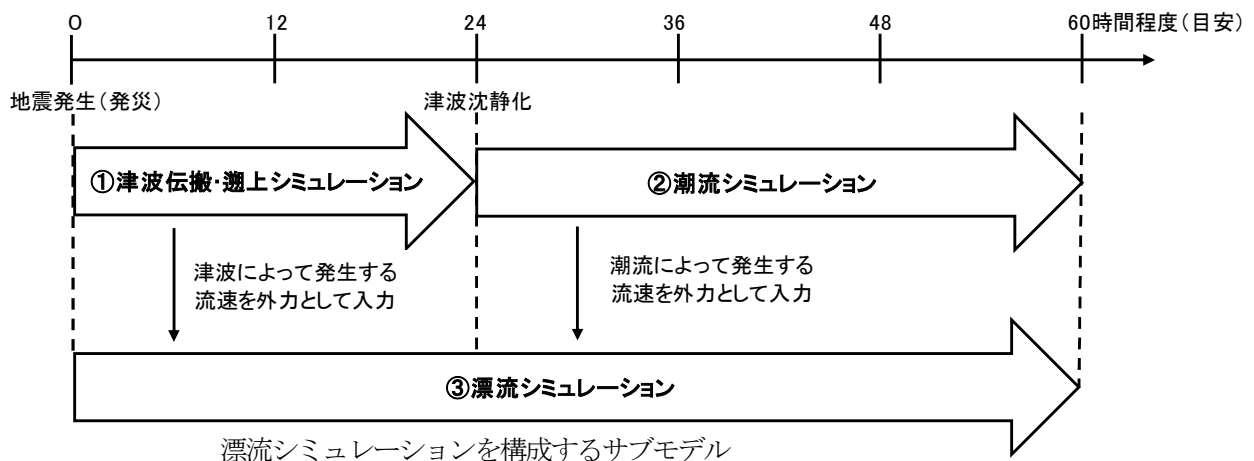 0 12 24 36 48 60時間程度(目安)
地震発生(発災) 津波沈静化
①津波伝搬・遡上シミュレーション ②潮流シミュレーション
津波によって発生する
流速を外力として入力
潮流によって発生する
流速を外力として入力
③漂流シミュレーション
漂流シミュレーションを構成するサブモデル